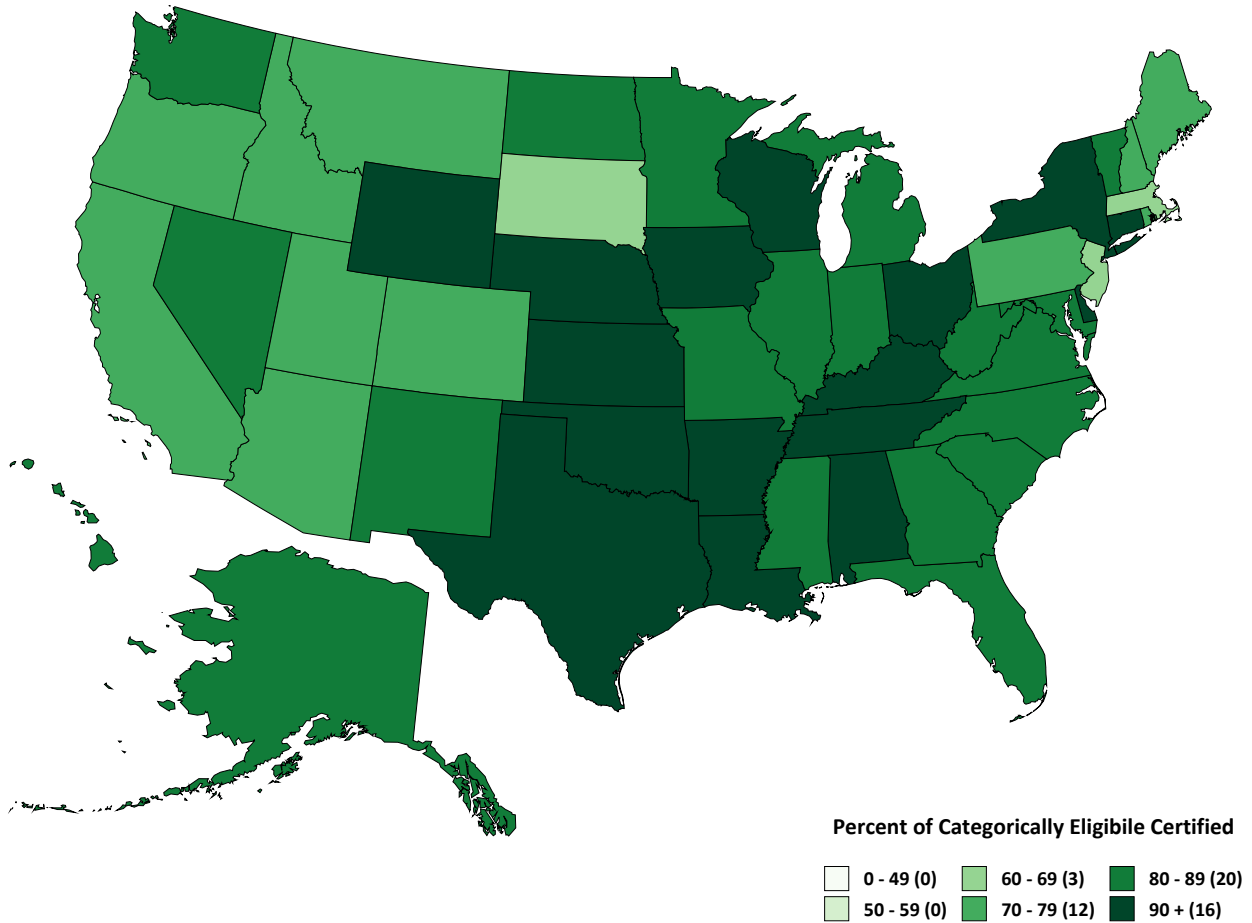 Percent of Categorically Eligibile Certified
0 - 49 (0) 60 - 69 (3) 80 - 89 (20)
50 - 59 (0) 70 - 79 (12) 90 + (16)